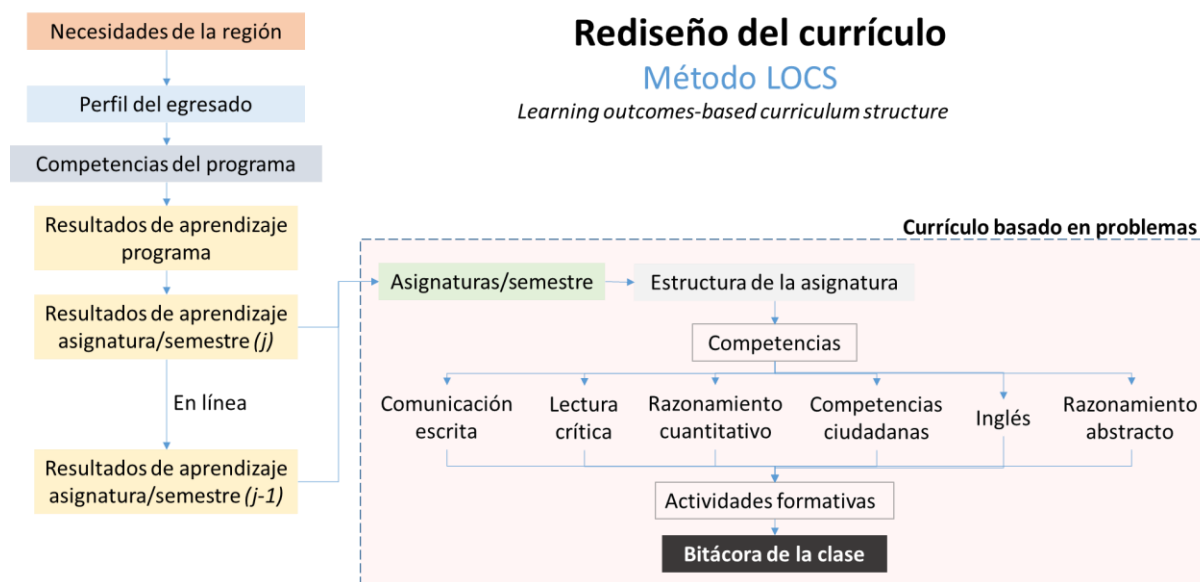 Rediseño del currículo
Método LOCS
Learning outcomes-based curriculum structure
Necesidades de la región
Perfil del egresado
Competencias del programa
Resultados de aprendizaje
programa
Resultados de aprendizaje
asignatura/semestre (j)
En línea
Resultados de aprendizaje
asignatura/semestre (j-1)
Currículo basado en problemas
Asignaturas/semestre
Estructura de la asignatura
Competencias
Comunicación
escrita
Lectura
crítica
Razonamiento
cuantitativo
Competencias
ciudadanas
Inglés
Razonamiento
abstracto
Actividades formativas
Bitácora de la clase